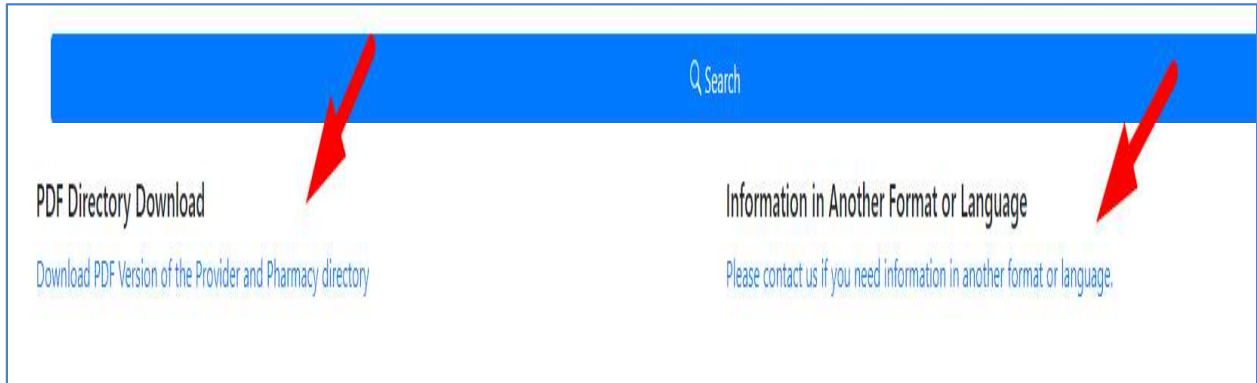 Search
PDF Directory Download
Download PDF Version of the Provider and Pharmacy directory
Information in Another Format or Language
Please contact us if you need information in another format or language.